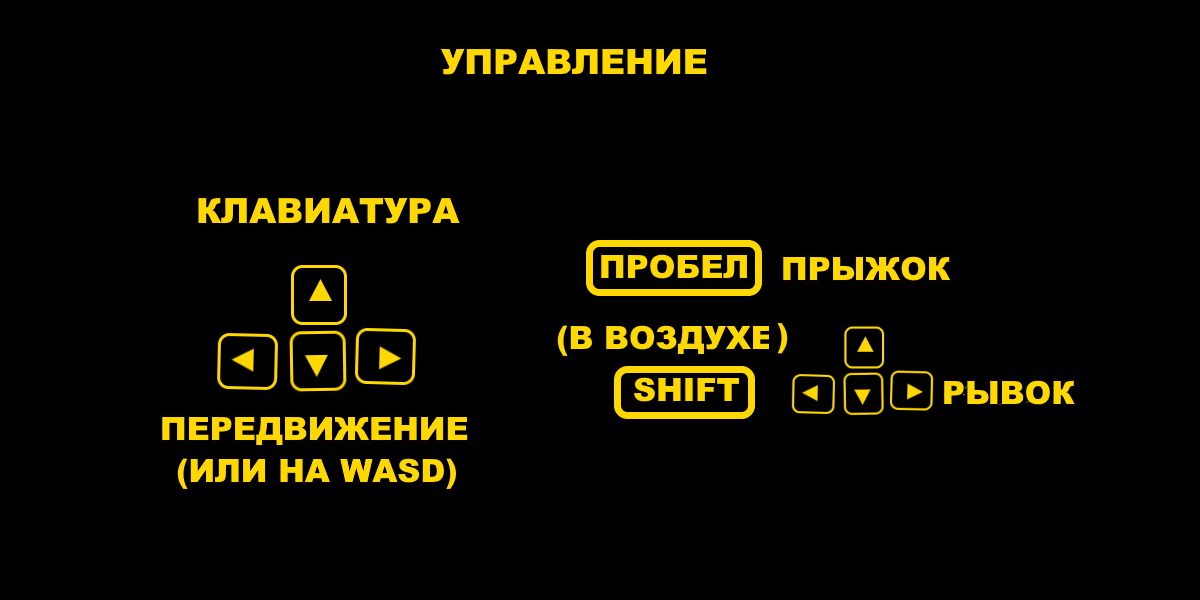 УПРАВЛЕНИЕ
КЛАВИАТУРА
ПЕРЕДВИЖЕНИЕ
(ИЛИ НА WASD)
ПРОБЕЛ ПРЫЖОК
(В ВОЗДУХЕ)
SHIFT РЫВОК